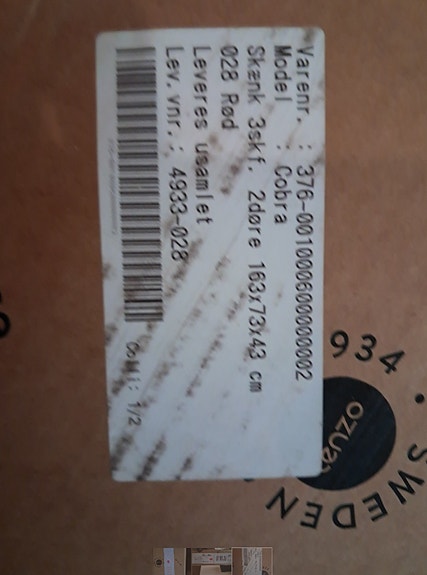 Varenr. : 376-0010006000000002
Model : Cobra
Skænk 3skf. 2døre 163x73x43 cm
028 Rød
Leveres usamlet
Lev.vnr.: 4933-028
Colli: 1/2
934 •
SWEDEN